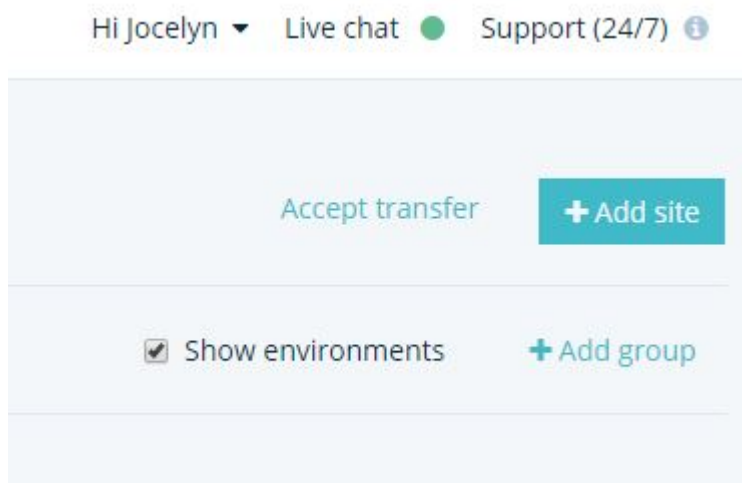 Hi Jocelyn Live chat Support (24/7)
Accept transfer + Add site
Show environments + Add group